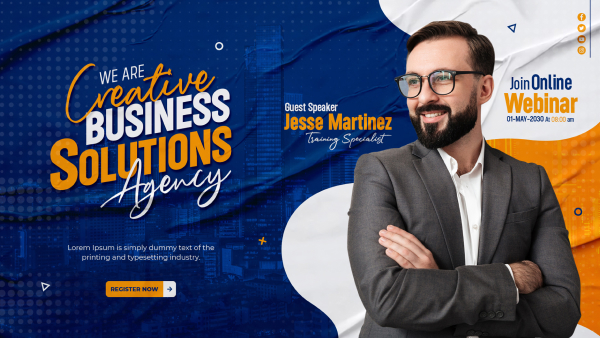 WE ARE
Creative
BUSINESS
SOLUTIONS
Agency
Lorem Ipsum is simply dummy text of the
printing and typesetting industry.
REGISTER NOW
Guest Speaker
Jesse Martinez
Training Specialist
Join Online
Webinar
01-MAY-2030 At 08:00 am